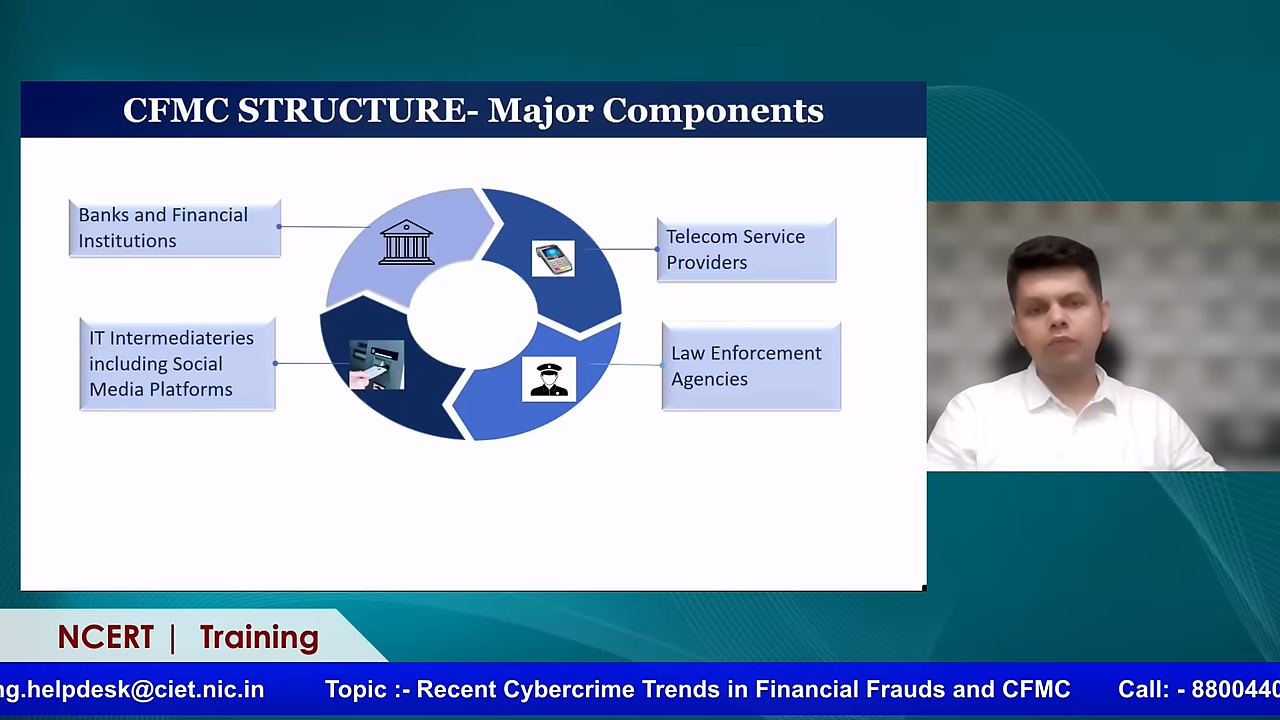 CFMC STRUCTURE- Major Components
Banks and Financial
Institutions
Telecom Service
Providers
IT Intermediateries
including Social
Media Platforms
Law Enforcement
Agencies
NCERT | Training
ng.helpdesk@ciet.nic.in Topic :- Recent Cybercrime Trends in Financial Frauds and CFMC Call: - 8800440